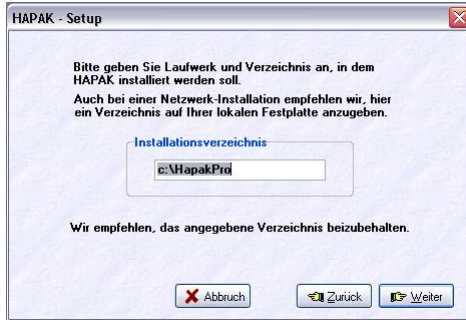 HAPAK - Setup
Bitte geben Sie Laufwerk und Verzeichnis an, in dem
HAPAK installiert werden soll.
Auch bei einer Netzwerk-Installation empfehlen wir, hier
ein Verzeichnis auf Ihrer lokalen Festplatte anzugeben.
Installationsverzeichnis
c:\HapakPro
Wir empfehlen, das angegebene Verzeichnis beizubehalten.
Abbruch
Zurück
Weiter